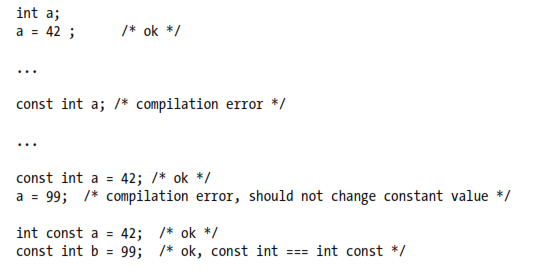 int a;
a = 42 ;      /* ok */
...
const int a; /* compilation error */
...
const int a = 42; /* ok */
a = 99;  /* compilation error, should not change constant value */
int const a = 42;  /* ok */
const int b = 99;  /* ok, const int === int const */